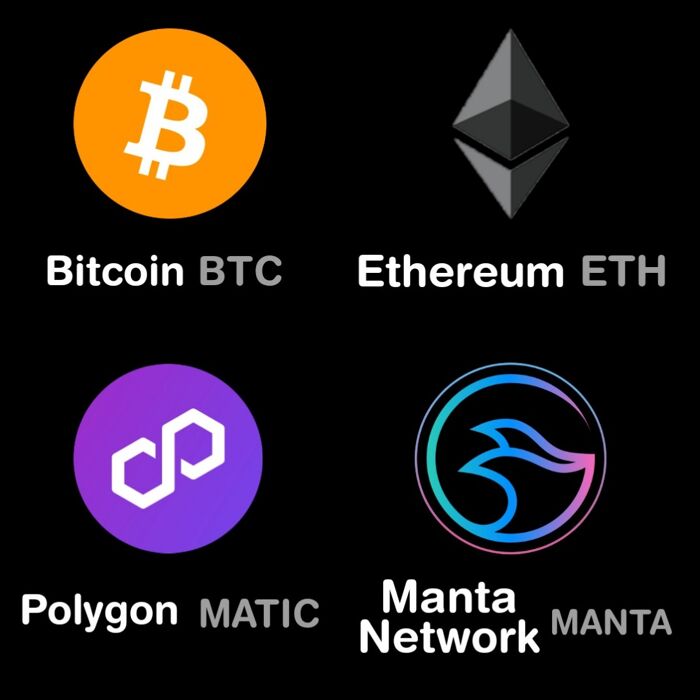 Bitcoin BTC
Ethereum ETH
Polygon MATIC
Manta
Network MANTA